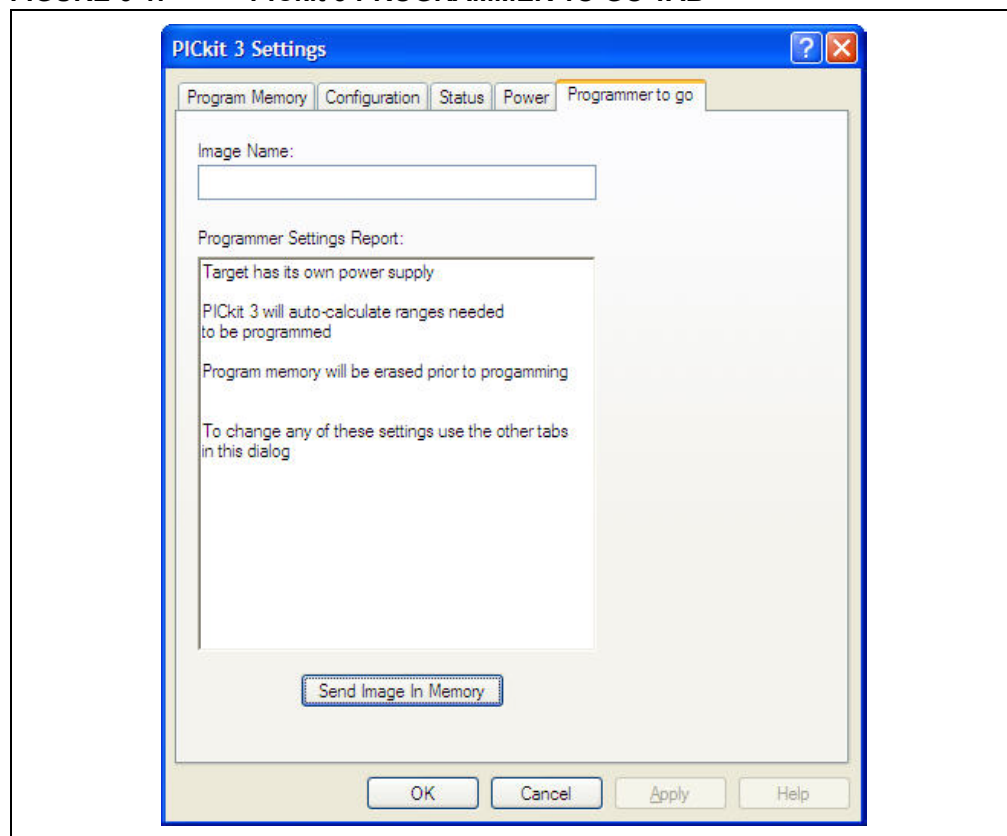 PICkit 3 Settings
Program Memory
Configuration
Status
Power
Programmer to go
Image Name:
Programmer Settings Report:
Target has its own power supply
PICkit 3 will auto-calculate ranges needed
to be programmed
Program memory will be erased prior to progamming
To change any of these settings use the other tabs
in this dialog
Send Image In Memory
OK
Cancel
Apply
Help